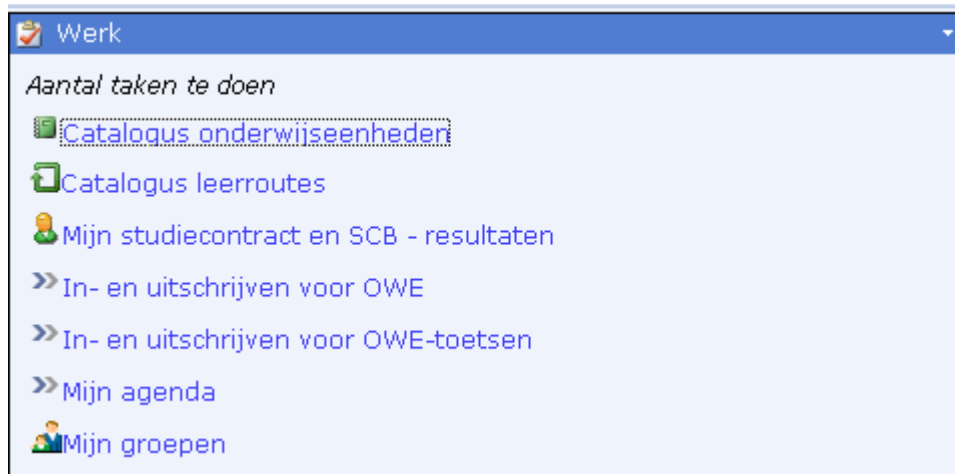 Werk
Aantal taken te doen
Catalogus onderwijseenheden
Catalogus leerroutes
Mijn studiecontract en SCB - resultaten
In- en uitschrijven voor OWE
In- en uitschrijven voor OWE-toetsen
Mijn agenda
Mijn groepen